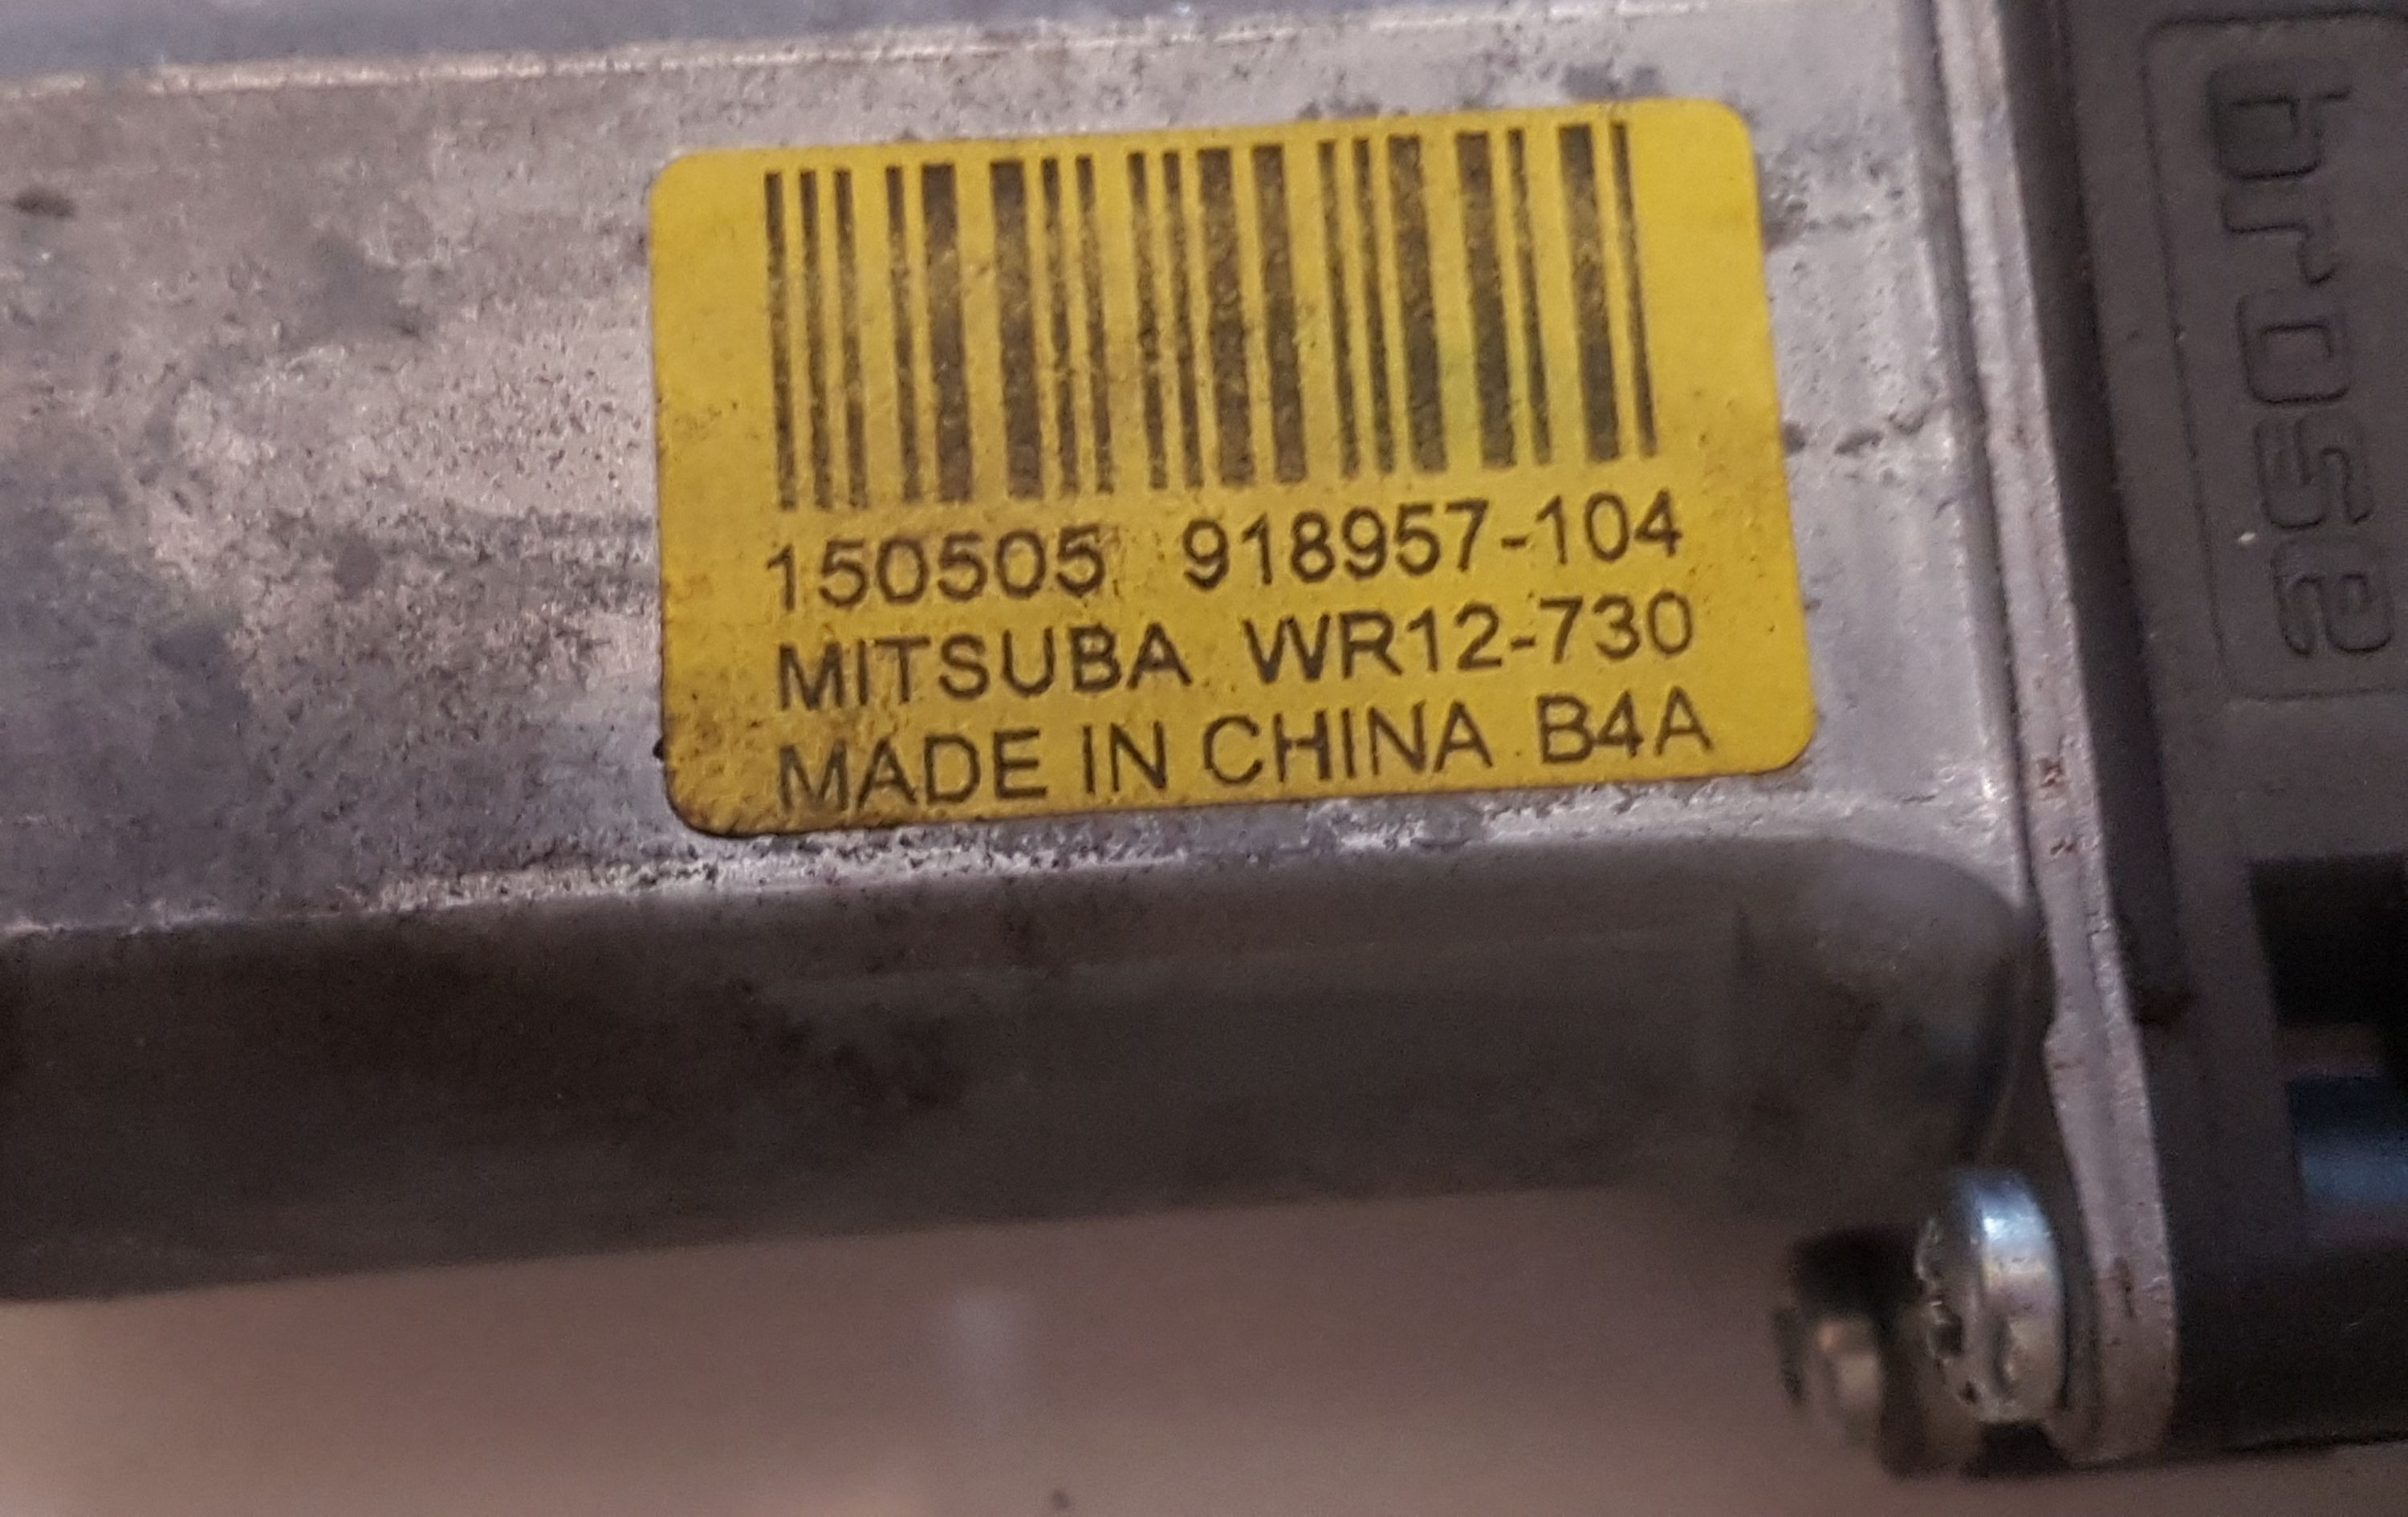 150505 918957-104
MITSUBA WR12-730
MADE IN CHINA B4A
brose